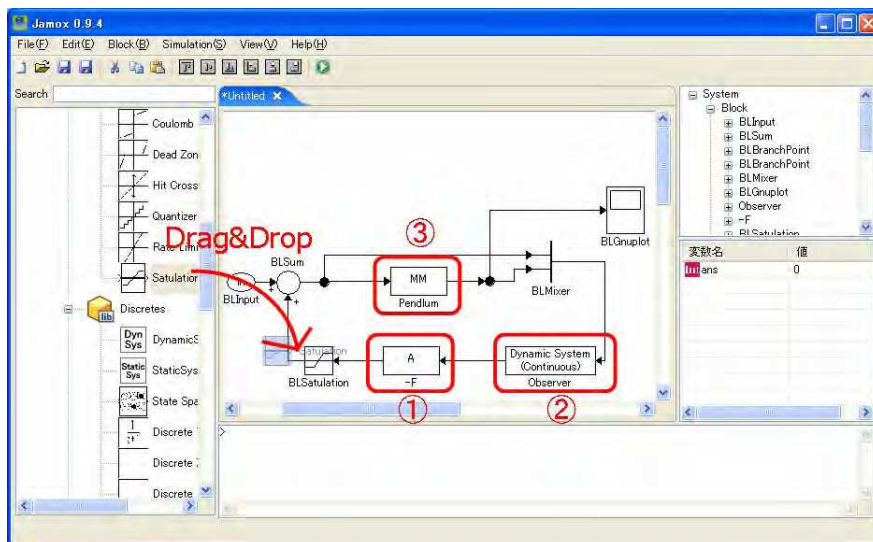 Jamox 0.9.4
File(F) Edit(E) Block(B) Simulation(S) View(V) Help(H)
Search
*Untitled
Coulomb
Dead Zon
Hit Cross
Quantizer
Rate Limi
Satulation
Discretes
Dyn Sys DynamicS
Static Sys StaticSys
State Spa
Discrete
Discrete
Discrete
Drag&Drop
BLSum
BLInput
③
MM
Pendlum
BLMixer
BLGnuplot
Satulation
BLSatulation
A
-F
①
Dynamic System
(Continuous)
Observer
②
>
System
Block
BLInput
BLSum
BLBranchPoint
BLBranchPoint
BLMixer
BLGnuplot
Observer
-F
BLSatulation
変数名 値
Int ans 0